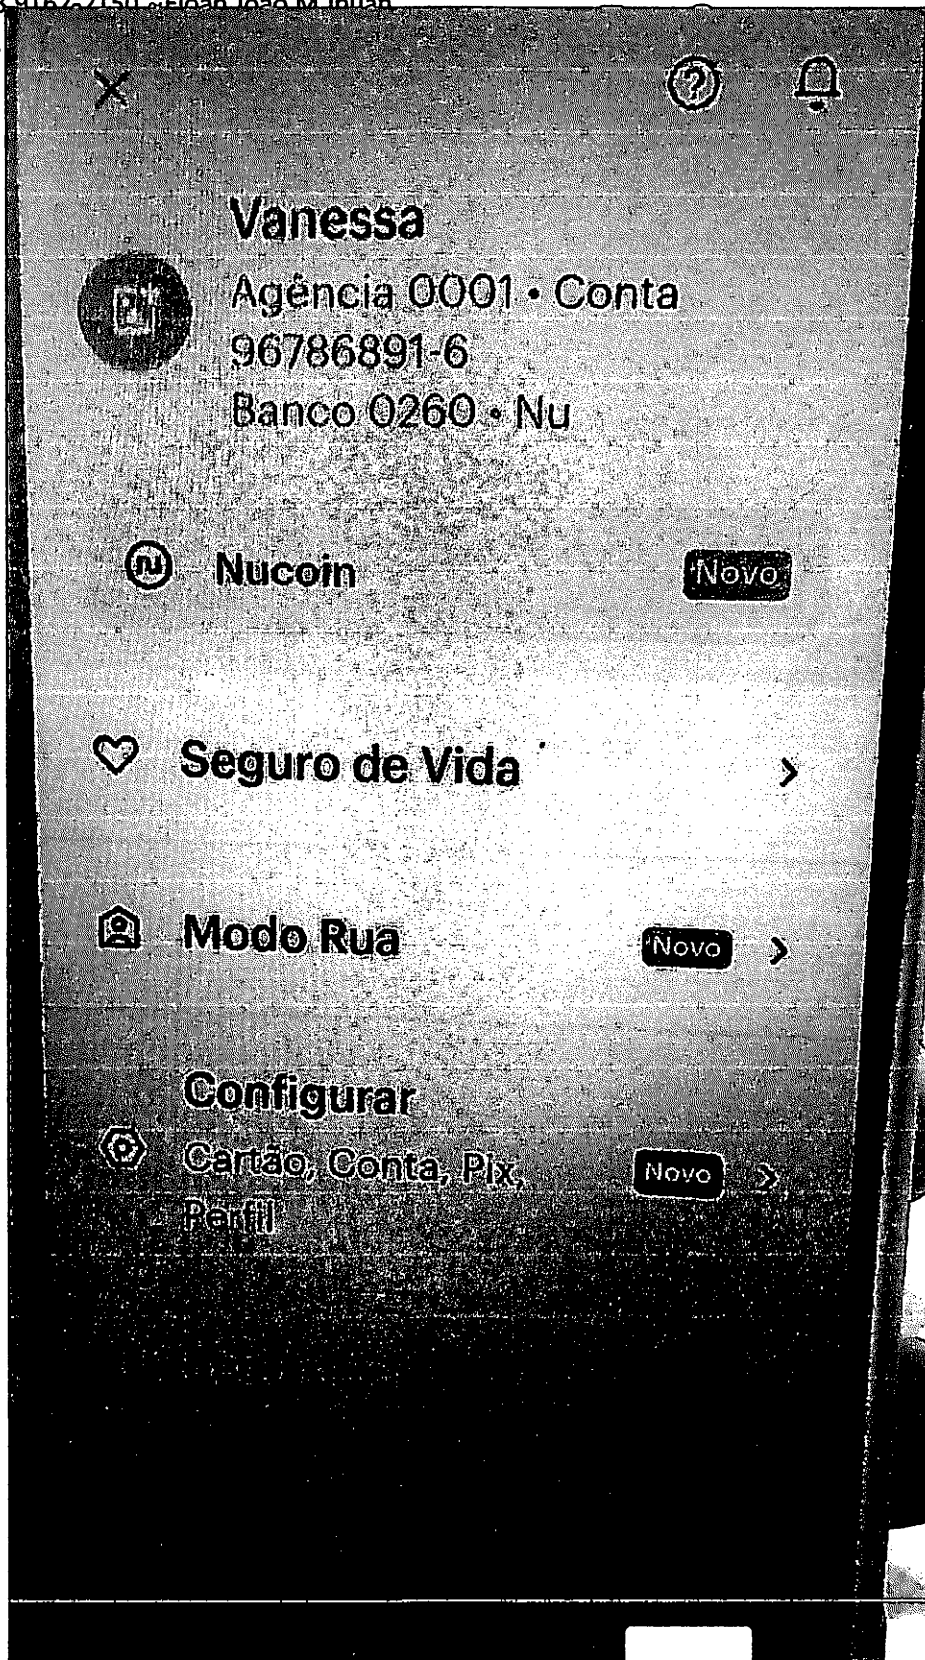 Vanessa
Agência 0001 • Conta
96786891-6
Banco 0260 • Nu
Nucoin Novo
Seguro de Vida
Modo Rua Novo
Configurar
Cartão, Conta, Pix, Novo
Perfil